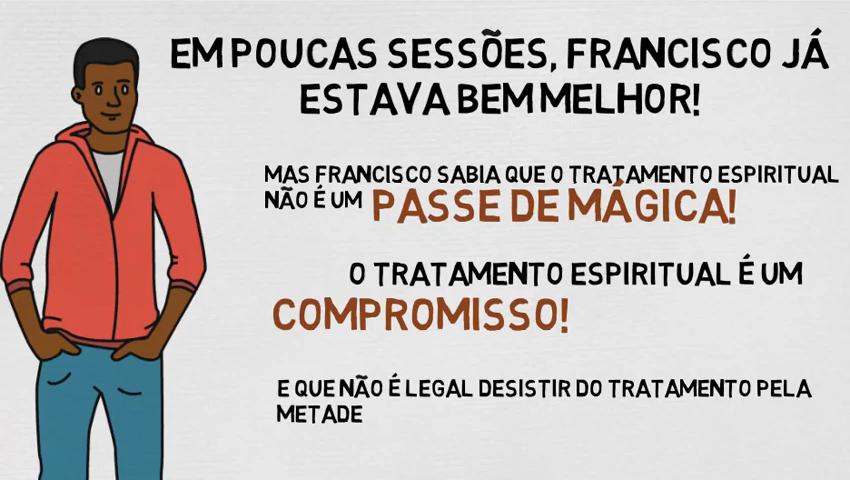 EM POUCAS SESSÕES, FRANCISCO JÁ
ESTAVA BEM MELHOR!
MAS FRANCISCO SABIA QUE O TRATAMENTO ESPIRITUAL
NÃO É UM PASSE DE MÁGICA!
O TRATAMENTO ESPIRITUAL É UM
COMPROMISSO!
E QUE NÃO É LEGAL DESISTIR DO TRATAMENTO PELA
METADE